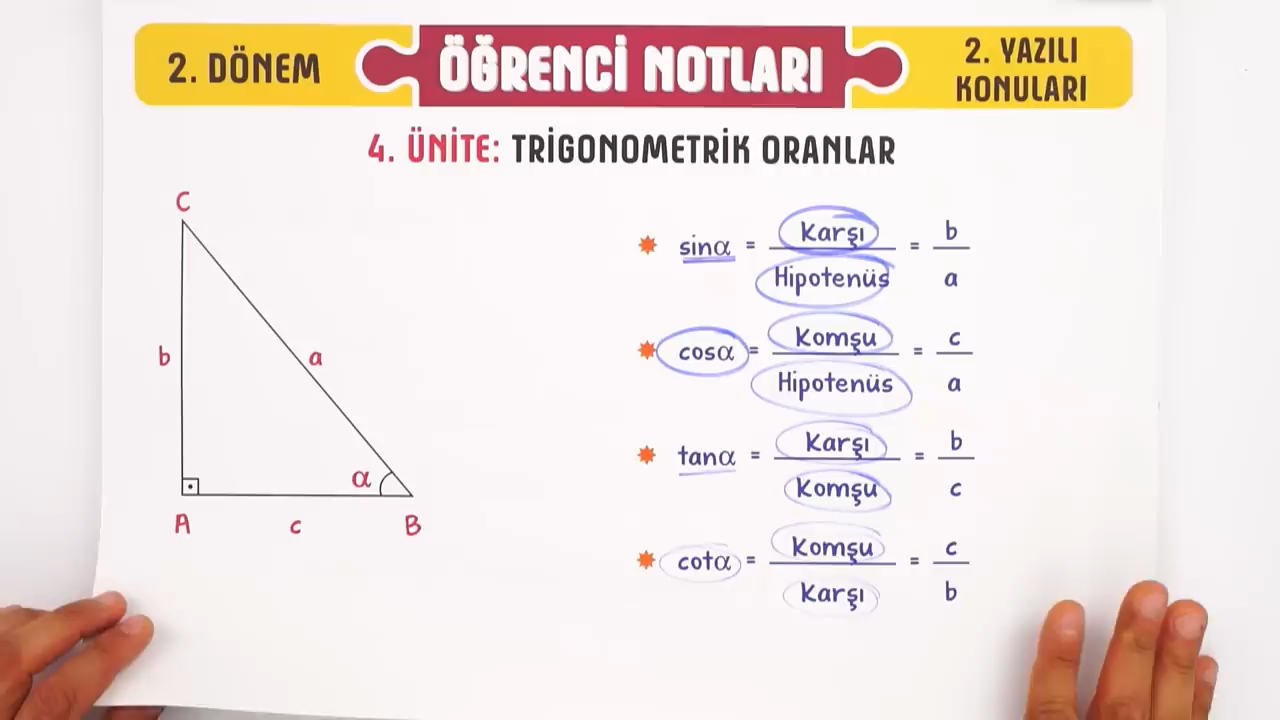 2. DÖNEM
ÖĞRENCİ NOTLARI
2. YAZILI
KONULARI
4. ÜNİTE: TRİGONOMETRİK ORANLAR
C
b
a
α
A
c
B
sinα = Karşı / Hipotenüs = b / a
cosα = Komşu / Hipotenüs = c / a
tanα = Karşı / Komşu = b / c
cotα = Komşu / Karşı = c / b